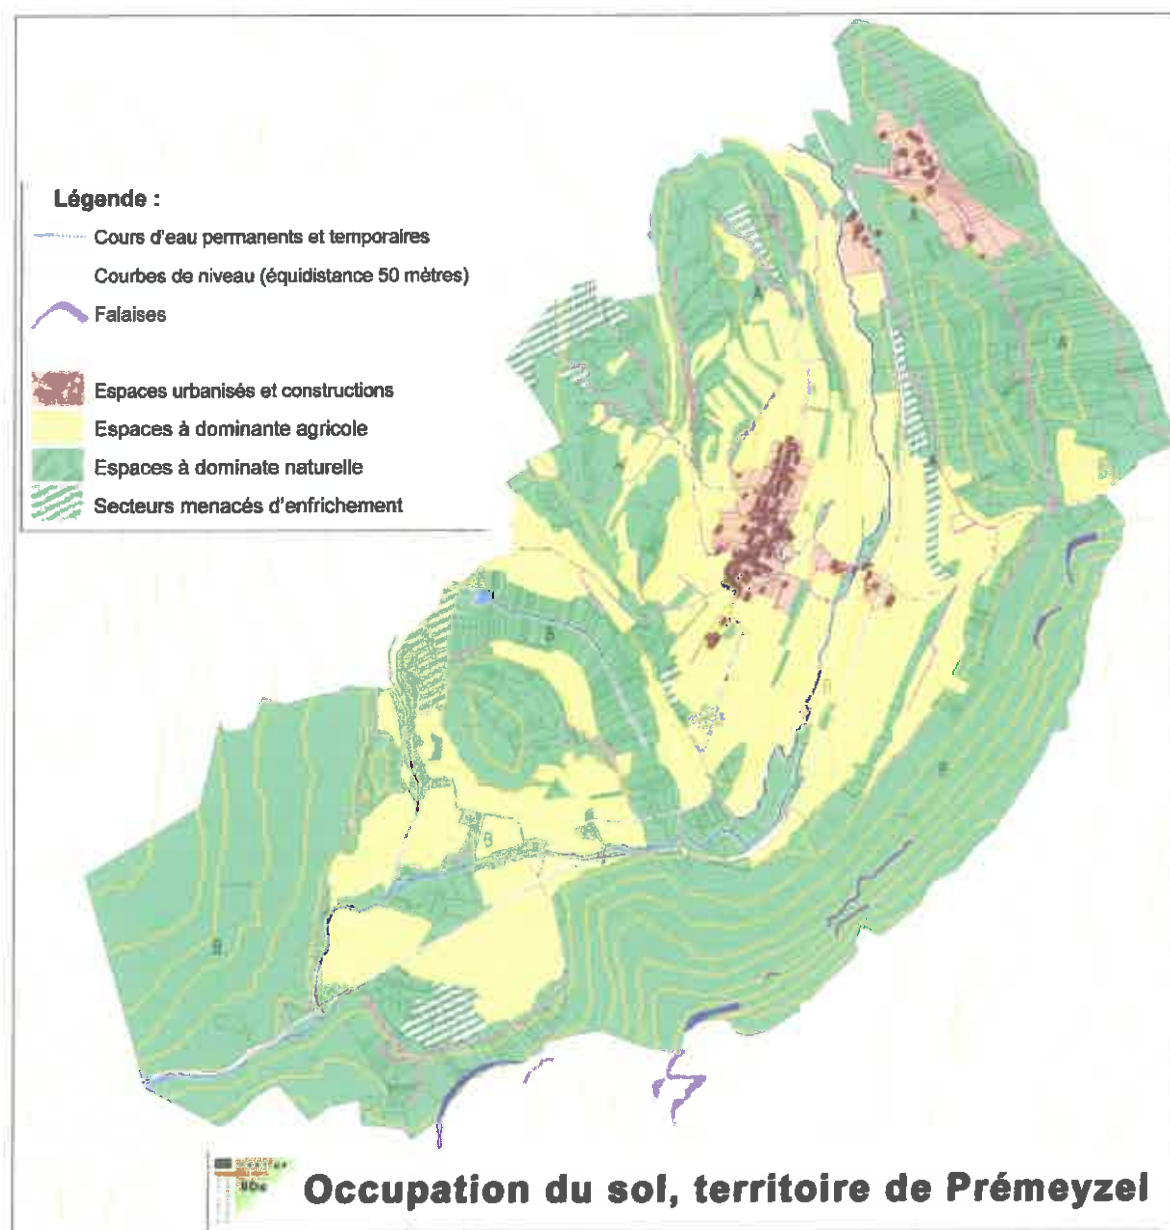 Légende :
Cours d'eau permanents et temporaires
Courbes de niveau (équidistance 50 mètres)
Falaises
Espaces urbanisés et constructions
Espaces à dominante agricole
Espaces à dominate naturelle
Secteurs menacés d'enfrichement
Occupation du sol, territoire de Prémeyzel